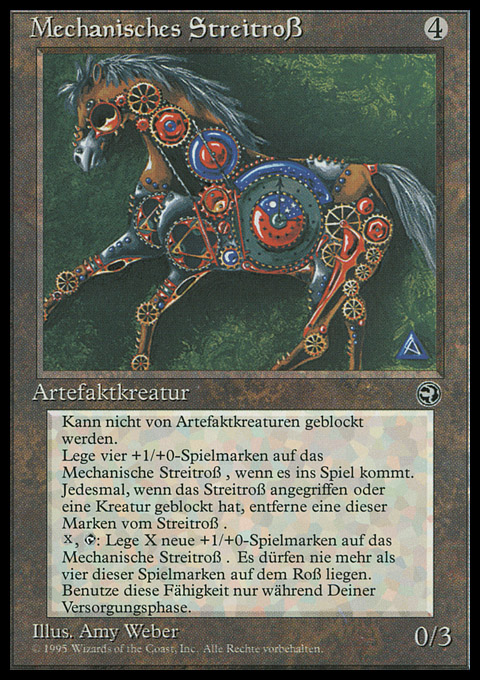 Mechanisches Streitroß 4
Artefaktkreatur
Kann nicht von Artefaktkreaturen geblockt
werden.
Lege vier +1/+0-Spielmarken auf das
Mechanische Streitroß , wenn es ins Spiel kommt.
Jedesmal, wenn das Streitroß angegriffen oder
eine Kreatur geblockt hat, entferne eine dieser
Marken vom Streitroß .
X, : Lege X neue +1/+0-Spielmarken auf das
Mechanische Streitroß . Es dürfen nie mehr als
vier dieser Spielmarken auf dem Roß liegen.
Benutze diese Fähigkeit nur während Deiner
Versorgungsphase.
Illus. Amy Weber
0/3
© 1995 Wizards of the Coast, Inc. Alle Rechte vorbehalten.